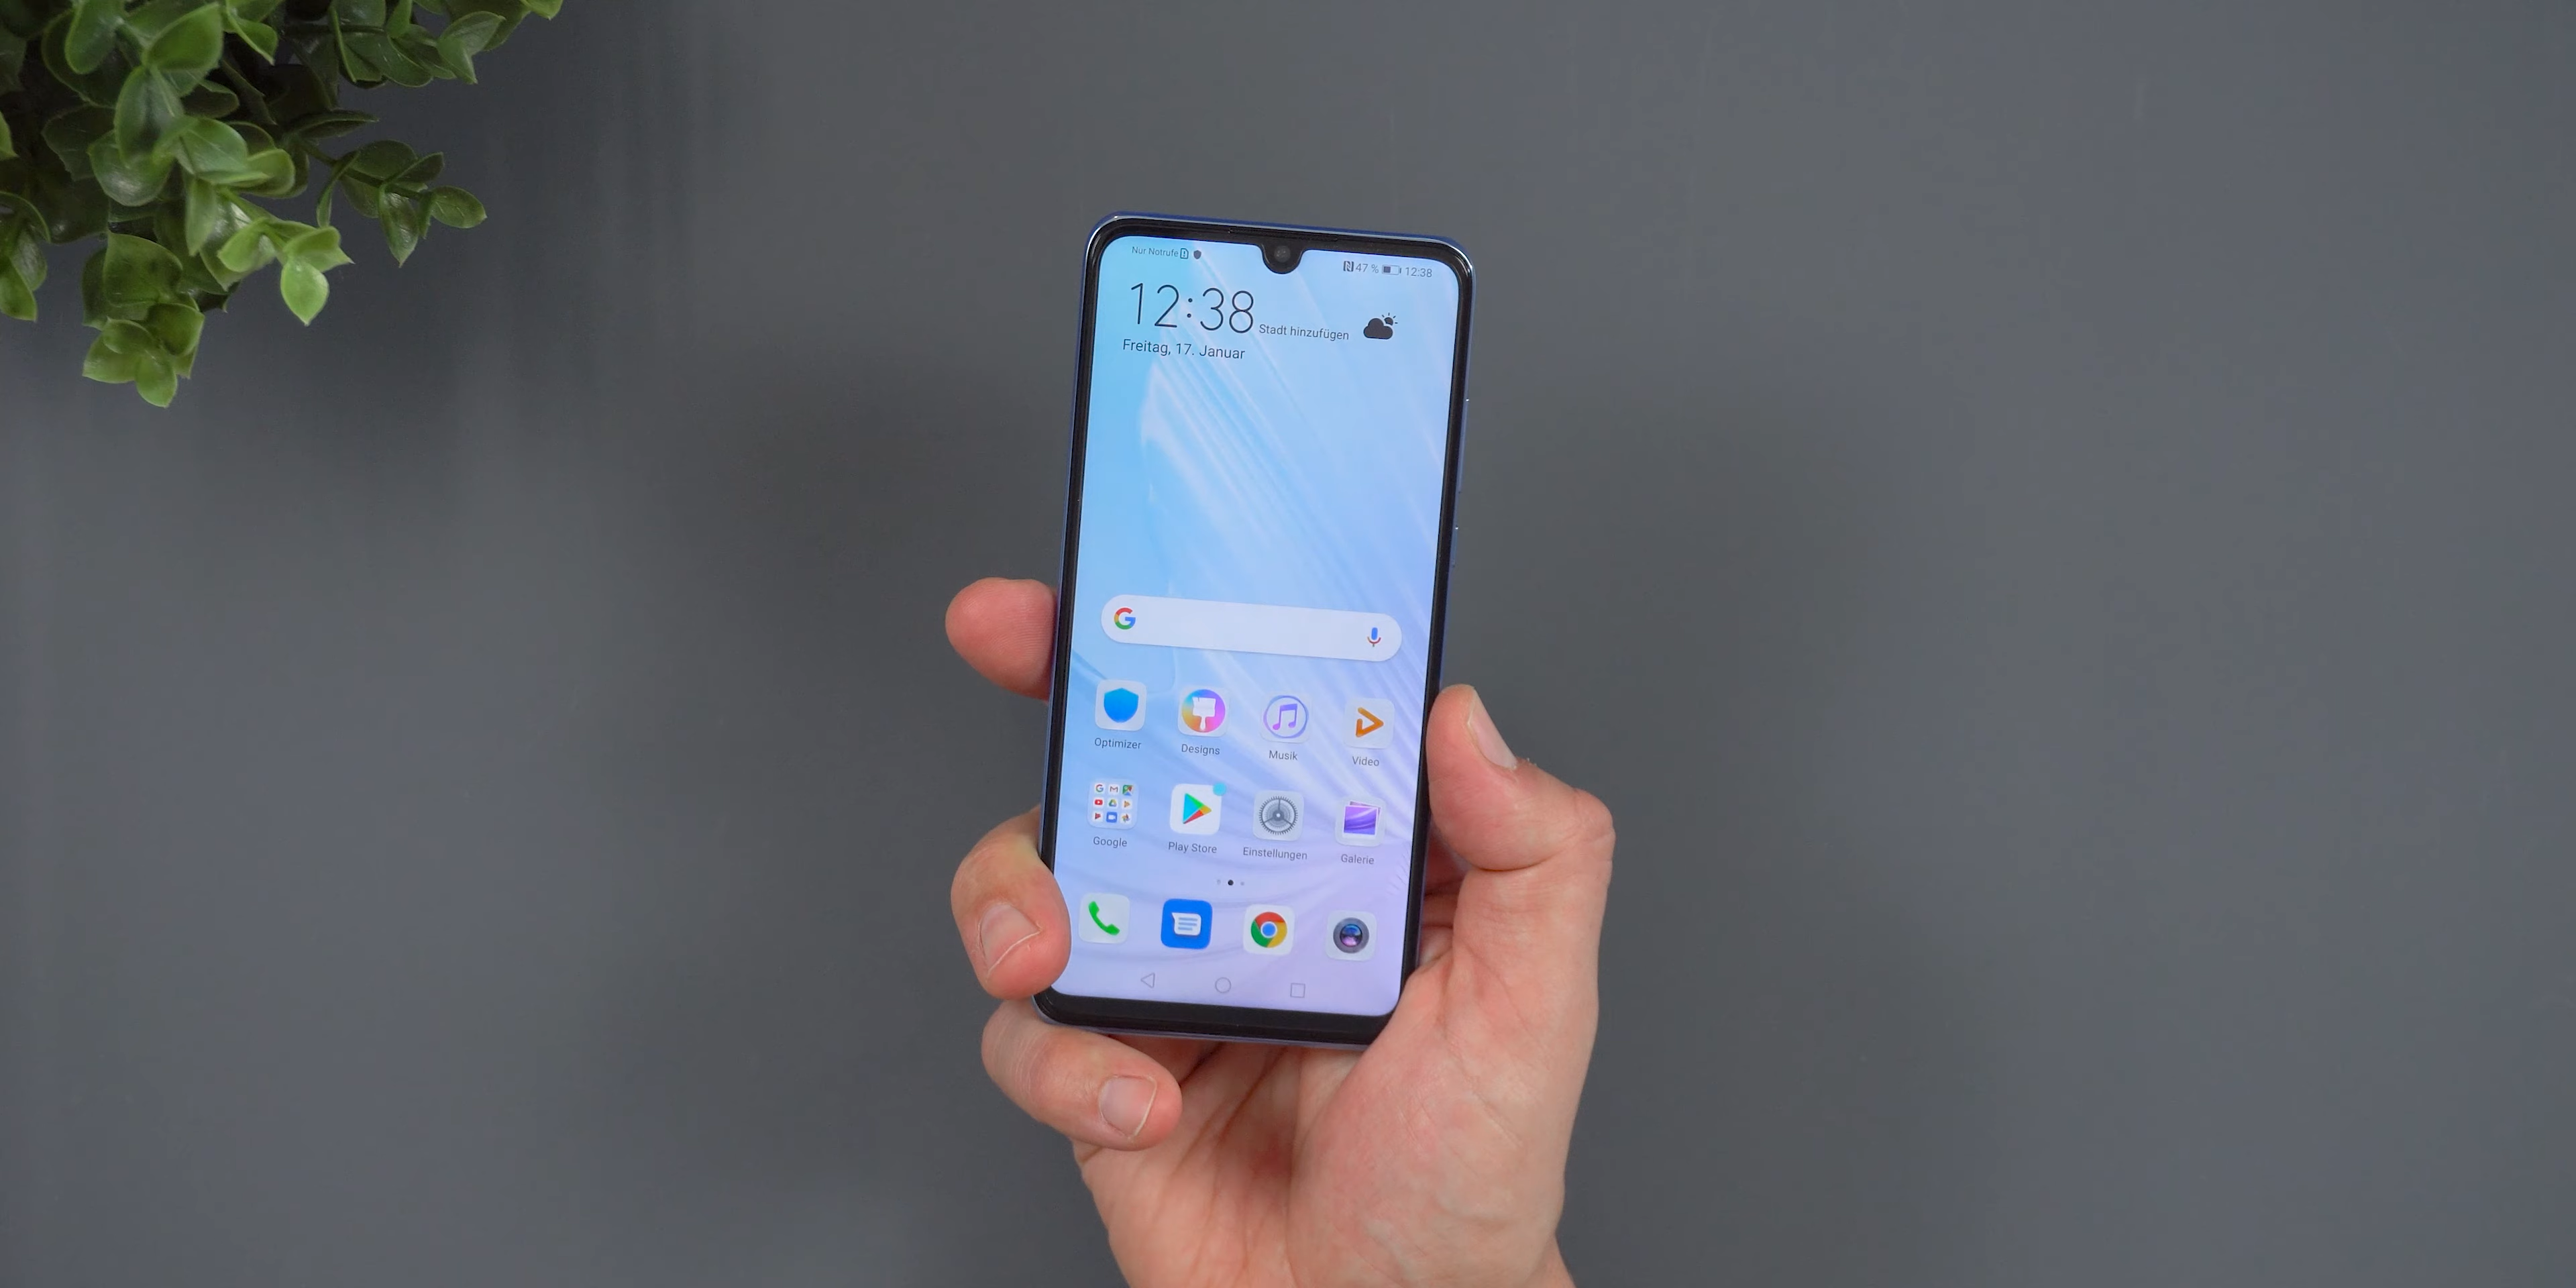 Nur Notrufe
47 % 12:38
12:38 Stadt hinzufügen
Freitag, 17. Januar
G
Optimizer Designs Musik Video
Google Play Store Einstellungen Galerie